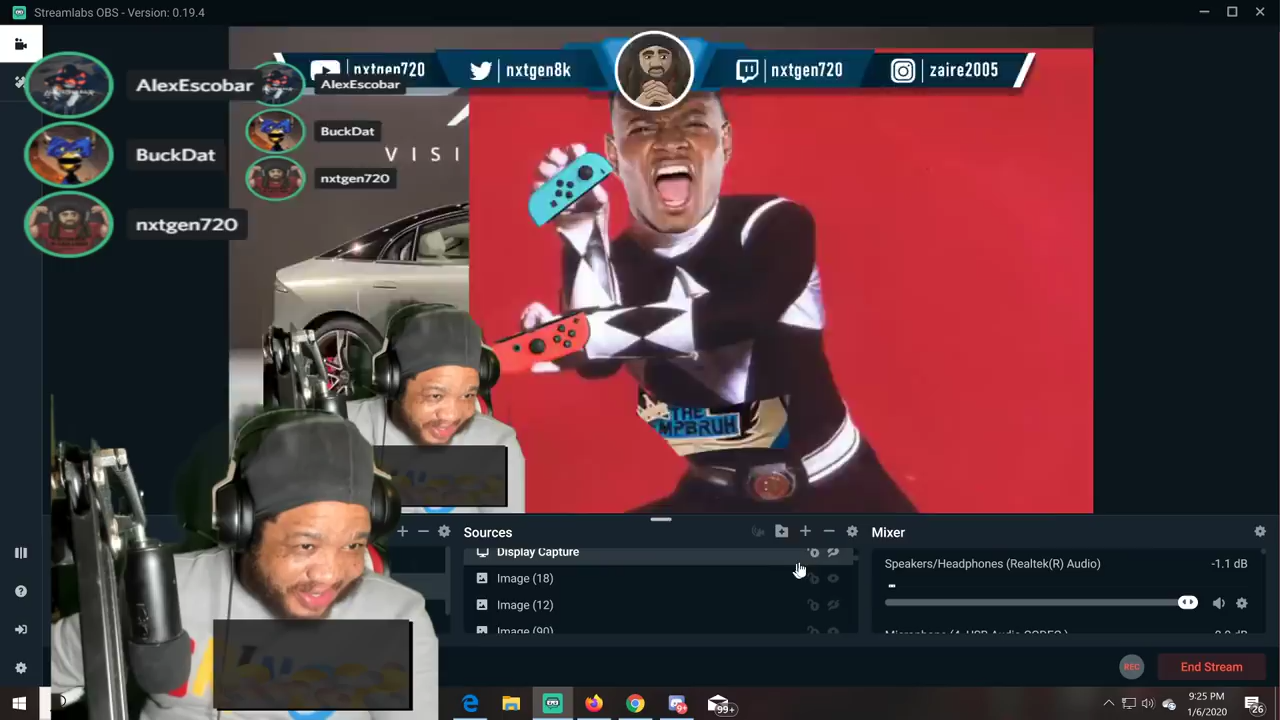 Streamlabs OBS - Version: 0.19.4
nxtgen720
nxtgen8k
nxtgen720
zaire2005
AlexEscobar
AlexEscobar
BuckDat
BuckDat
nxtgen720
nxtgen720
VISI
THE
MPBRUH
Sources
Mixer
Display Capture
Image (18)
Image (12)
Image (90)
Speakers/Headphones (Realtek(R) Audio)
-1.1 dB
REC
End Stream
9+
99+
9:25 PM
1/6/2020
26